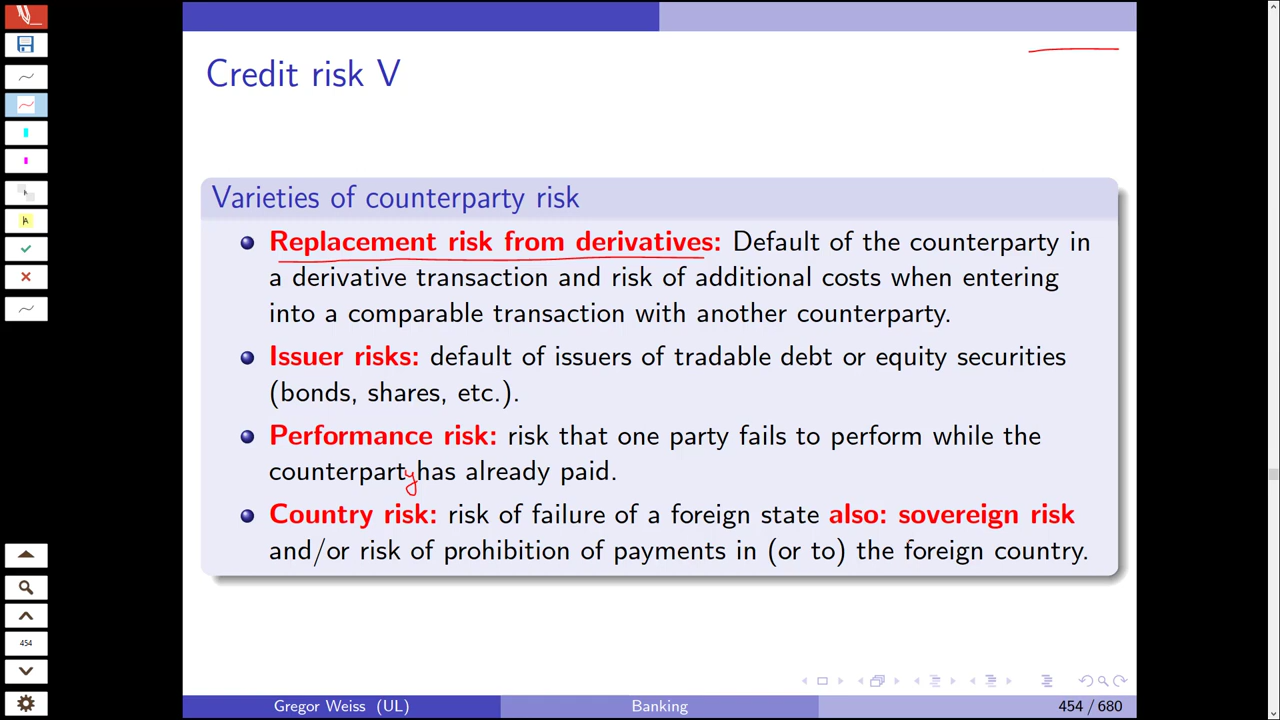 Credit risk V
Varieties of counterparty risk
Replacement risk from derivatives: Default of the counterparty in
a derivative transaction and risk of additional costs when entering
into a comparable transaction with another counterparty.
Issuer risks: default of issuers of tradable debt or equity securities
(bonds, shares, etc.).
Performance risk: risk that one party fails to perform while the
counterparty has already paid.
Country risk: risk of failure of a foreign state also: sovereign risk
and/or risk of prohibition of payments in (or to) the foreign country.
454
Gregor Weiss (UL) Banking 454 / 680